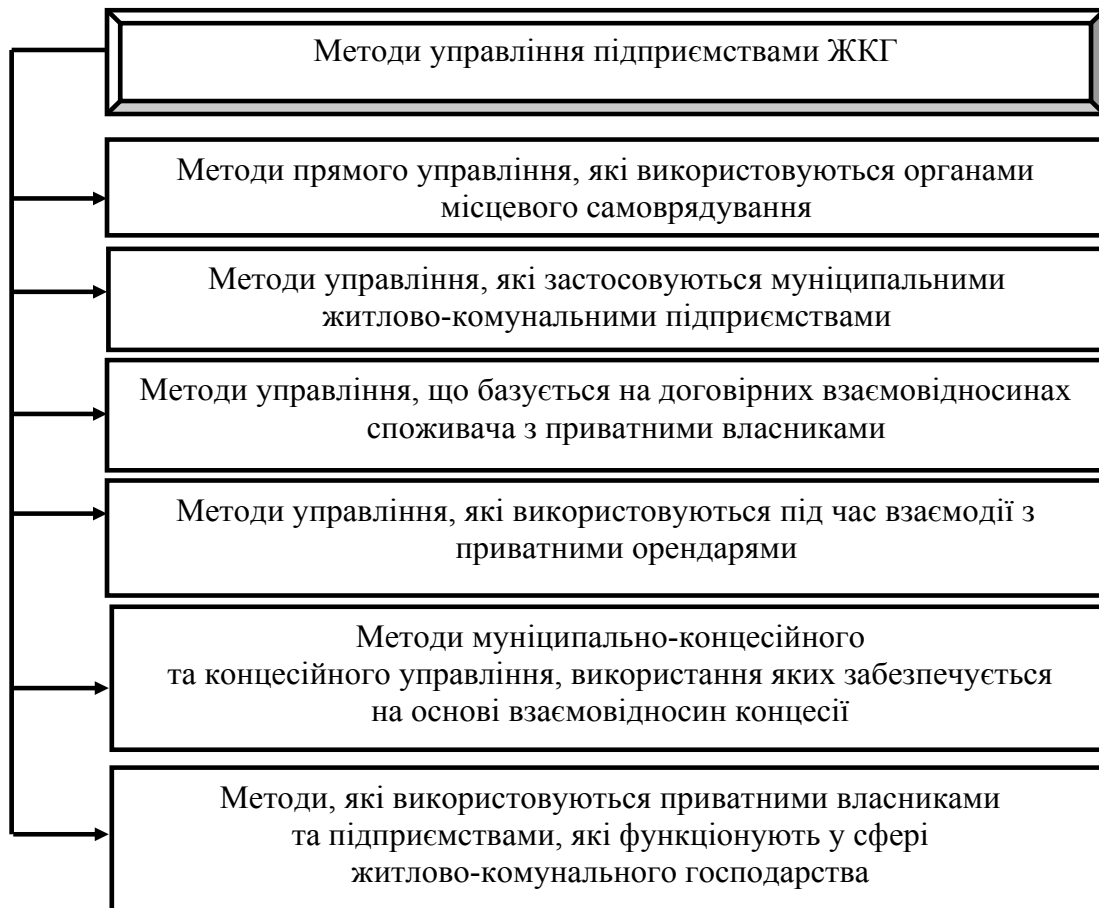 Методи управління підприємствами ЖКГ
Методи прямого управління, які використовуються органами
місцевого самоврядування
Методи управління, які застосовуються муніципальними
житлово-комунальними підприємствами
Методи управління, що базується на договірних взаємовідносинах
споживача з приватними власниками
Методи управління, які використовуються під час взаємодії з
приватними орендарями
Методи муніципально-концесійного
та концесійного управління, використання яких забезпечується
на основі взаємовідносин концесії
Методи, які використовуються приватними власниками
та підприємствами, які функціонують у сфері
житлово-комунального господарства